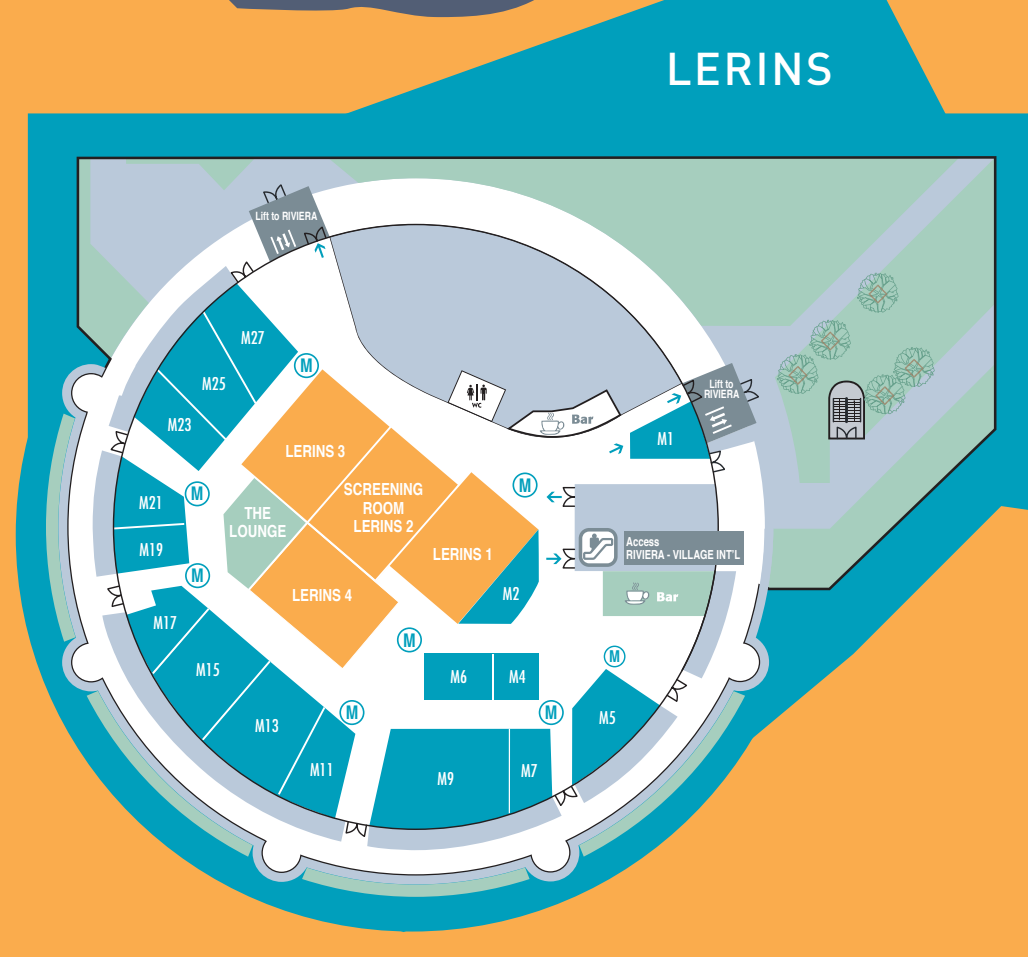 LERINS
Lift to RIVIERA
M27
M
M25
M23
LERINS 3
WC
Bar
Lift to
RIVIERA
M1
M21
M
M19
M
THE
LOUNGE
SCREENING
ROOM
LERINS 2
M
LERINS 1
M2
LERINS 4
Access
RIVIERA - VILLAGE INT'L
Bar
M17
M15
M13
M11
M
M
M6
M4
M
M5
M
M9
M7